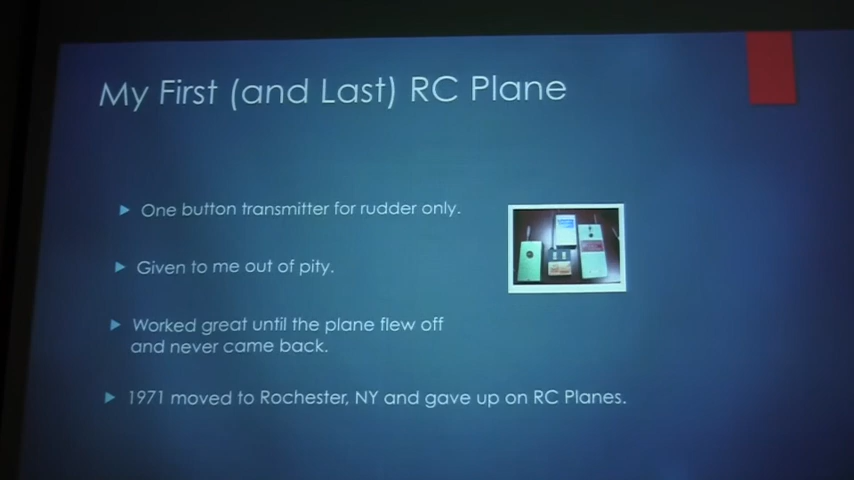 My First (and Last) RC Plane
One button transmitter for rudder only.
Given to me out of pity.
Worked great until the plane flew off
and never came back.
1971 moved to Rochester, NY and gave up on RC Planes.